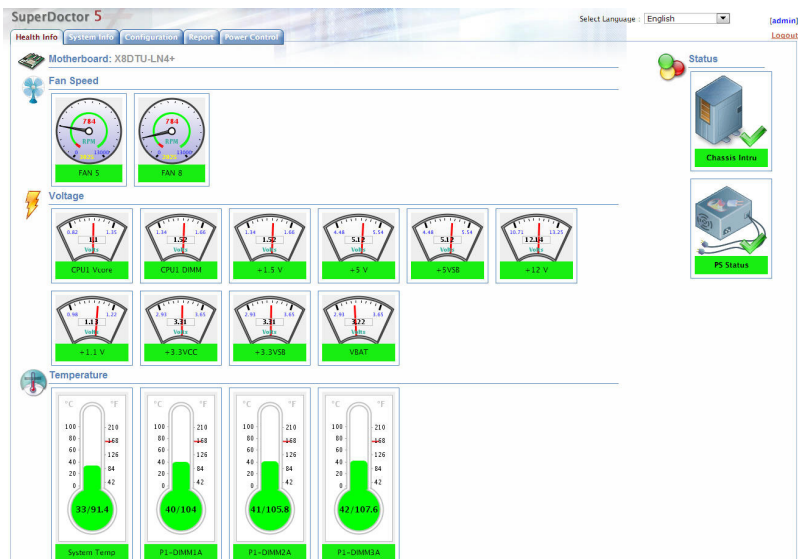 SuperDoctor 5
Select Language : English
[admin]
Health Info System Info Configuration Report Power Control
Logout
Motherboard: X8DTU-LN4+
Status
Fan Speed
784 784
RPM RPM
0 0
FAN 5 FAN 8
Chassis Intru
Voltage
0.82 1.35 1.34 1.66 1.34 1.66 4.48 5.54 4.48 5.54 10.71 13.25
1.1 1.52 1.52 5.12 5.12 12.14
Volts Volts Volts Volts Volts Volts
CPU1 Vcore CPU1 DIMM +1.5 V +5 V +5VSB +12 V
PS Status
0.98 1.22 2.93 3.65 2.93 3.65 2.93 3.65
1.13 3.31 3.31 3.22
Volts Volts Volts Volts
+1.1 V +3.3VCC +3.3VSB VBAT
Temperature
°C °F °C °F °C °F °C °F
100 210 100 210 100 210 100 210
80 168 80 168 80 168 80 168
60 126 60 126 60 126 60 126
40 84 40 84 40 84 40 84
20 42 20 42 20 42 20 42
0 0 0 0
33/91.4 40/104 41/105.8 42/107.6
System Temp P1-DIMM1A P1-DIMM2A P1-DIMM3A